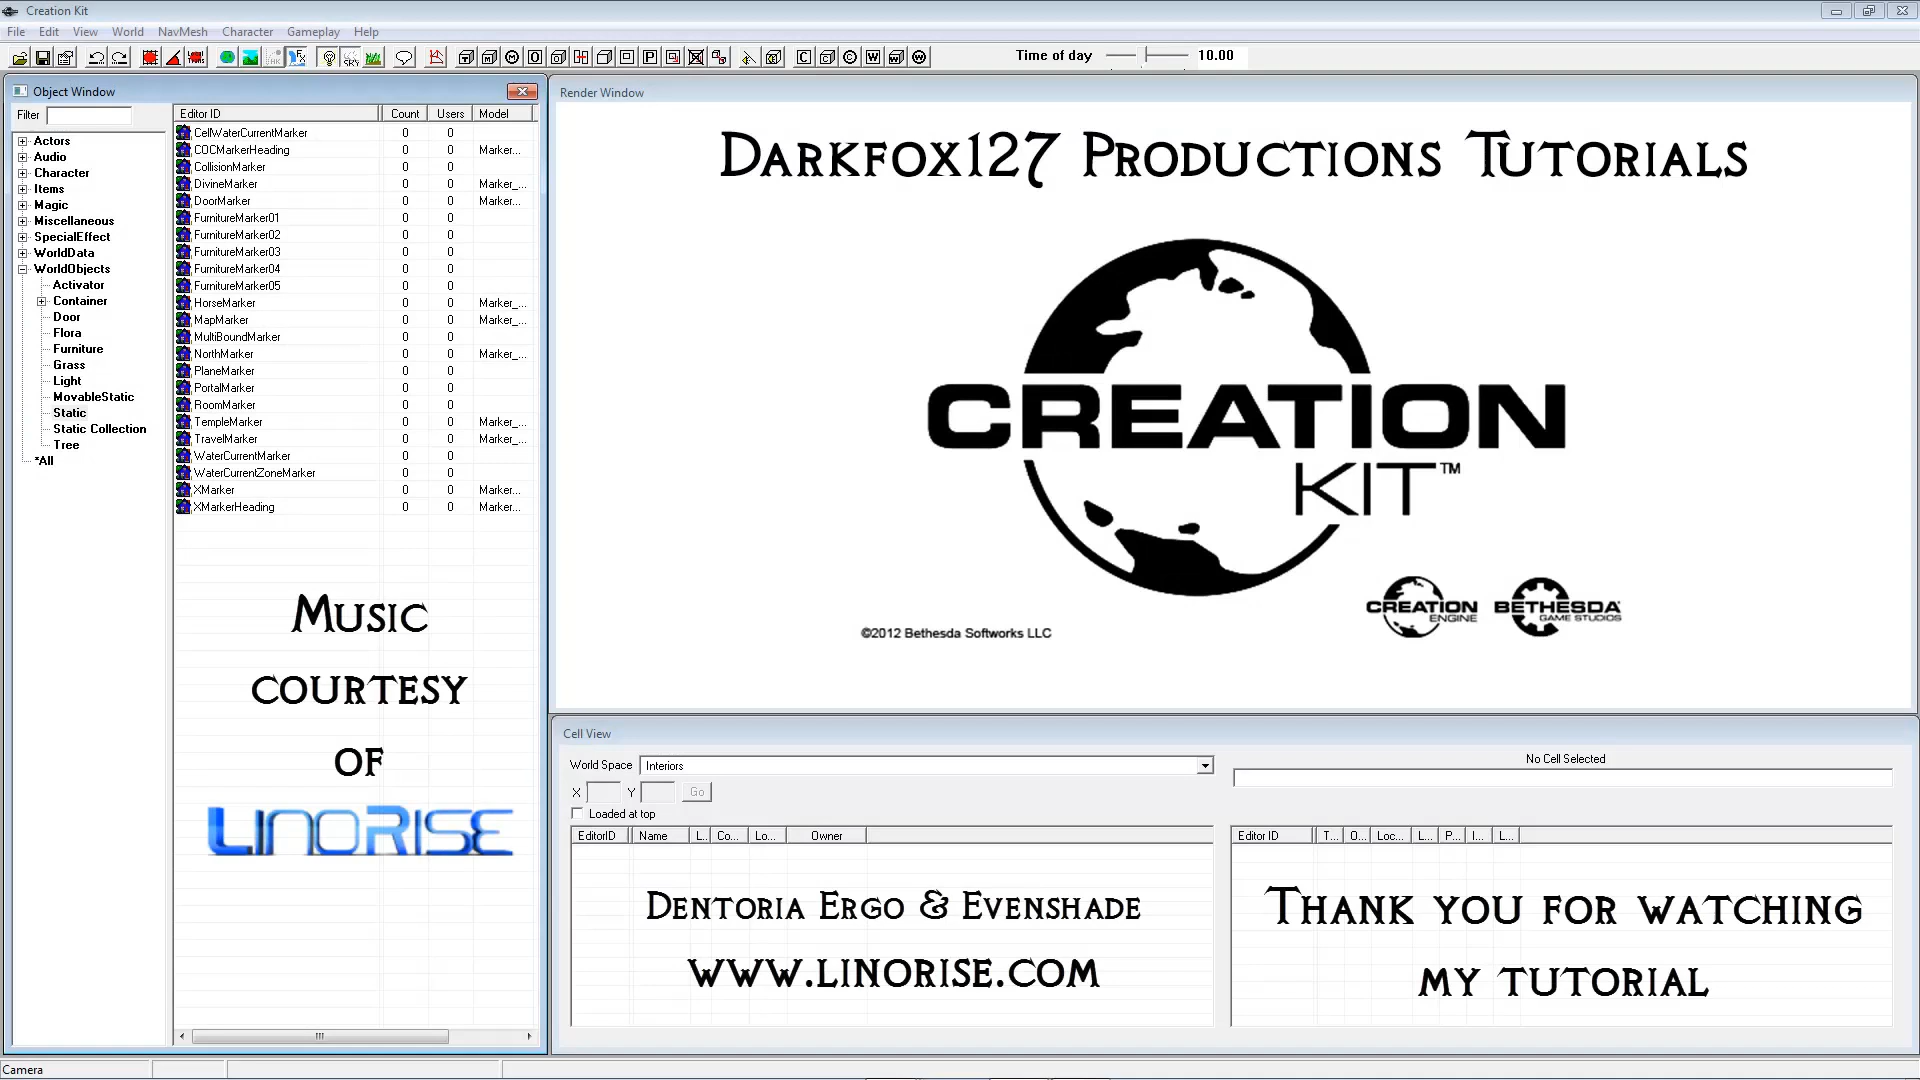 Creation Kit
File Edit View World NavMesh Character Gameplay Help
Time of day 10.00
Object Window
Filter
Actors
Audio
Character
Items
Magic
Miscellaneous
SpecialEffect
WorldData
WorldObjects
Activator
Container
Door
Flora
Furniture
Grass
Light
MovableStatic
Static
Static Collection
Tree
*All
Editor ID Count Users Model
CellWaterCurrentMarker 0 0
COCMarkerHeading 0 0 Marker...
CollisionMarker 0 0
DivineMarker 0 0 Marker_...
DoorMarker 0 0 Marker...
FurnitureMarker01 0 0
FurnitureMarker02 0 0
FurnitureMarker03 0 0
FurnitureMarker04 0 0
FurnitureMarker05 0 0
HorseMarker 0 0 Marker_...
MapMarker 0 0 Marker_...
MultiBoundMarker 0 0
NorthMarker 0 0 Marker_...
PlaneMarker 0 0
PortalMarker 0 0
RoomMarker 0 0
TempleMarker 0 0 Marker_...
TravelMarker 0 0 Marker_...
WaterCurrentMarker 0 0
WaterCurrentZoneMarker 0 0
XMarker 0 0 Marker...
XMarkerHeading 0 0 Marker...
Music
courtesy
of
LINORISE
Render Window
Darkfox127 Productions Tutorials
CREATION
KIT™
CREATION
ENGINE
BETHESDA
GAME STUDIOS
©2012 Bethesda Softworks LLC
Cell View
World Space Interiors
X Y Go
Loaded at top
EditorID Name L.. Co... Lo... Owner
Dentoria Ergo & Evenshade
www.linorise.com
No Cell Selected
Editor ID T... O... Loc... L... P... I... L...
Thank you for watching
my tutorial
Camera